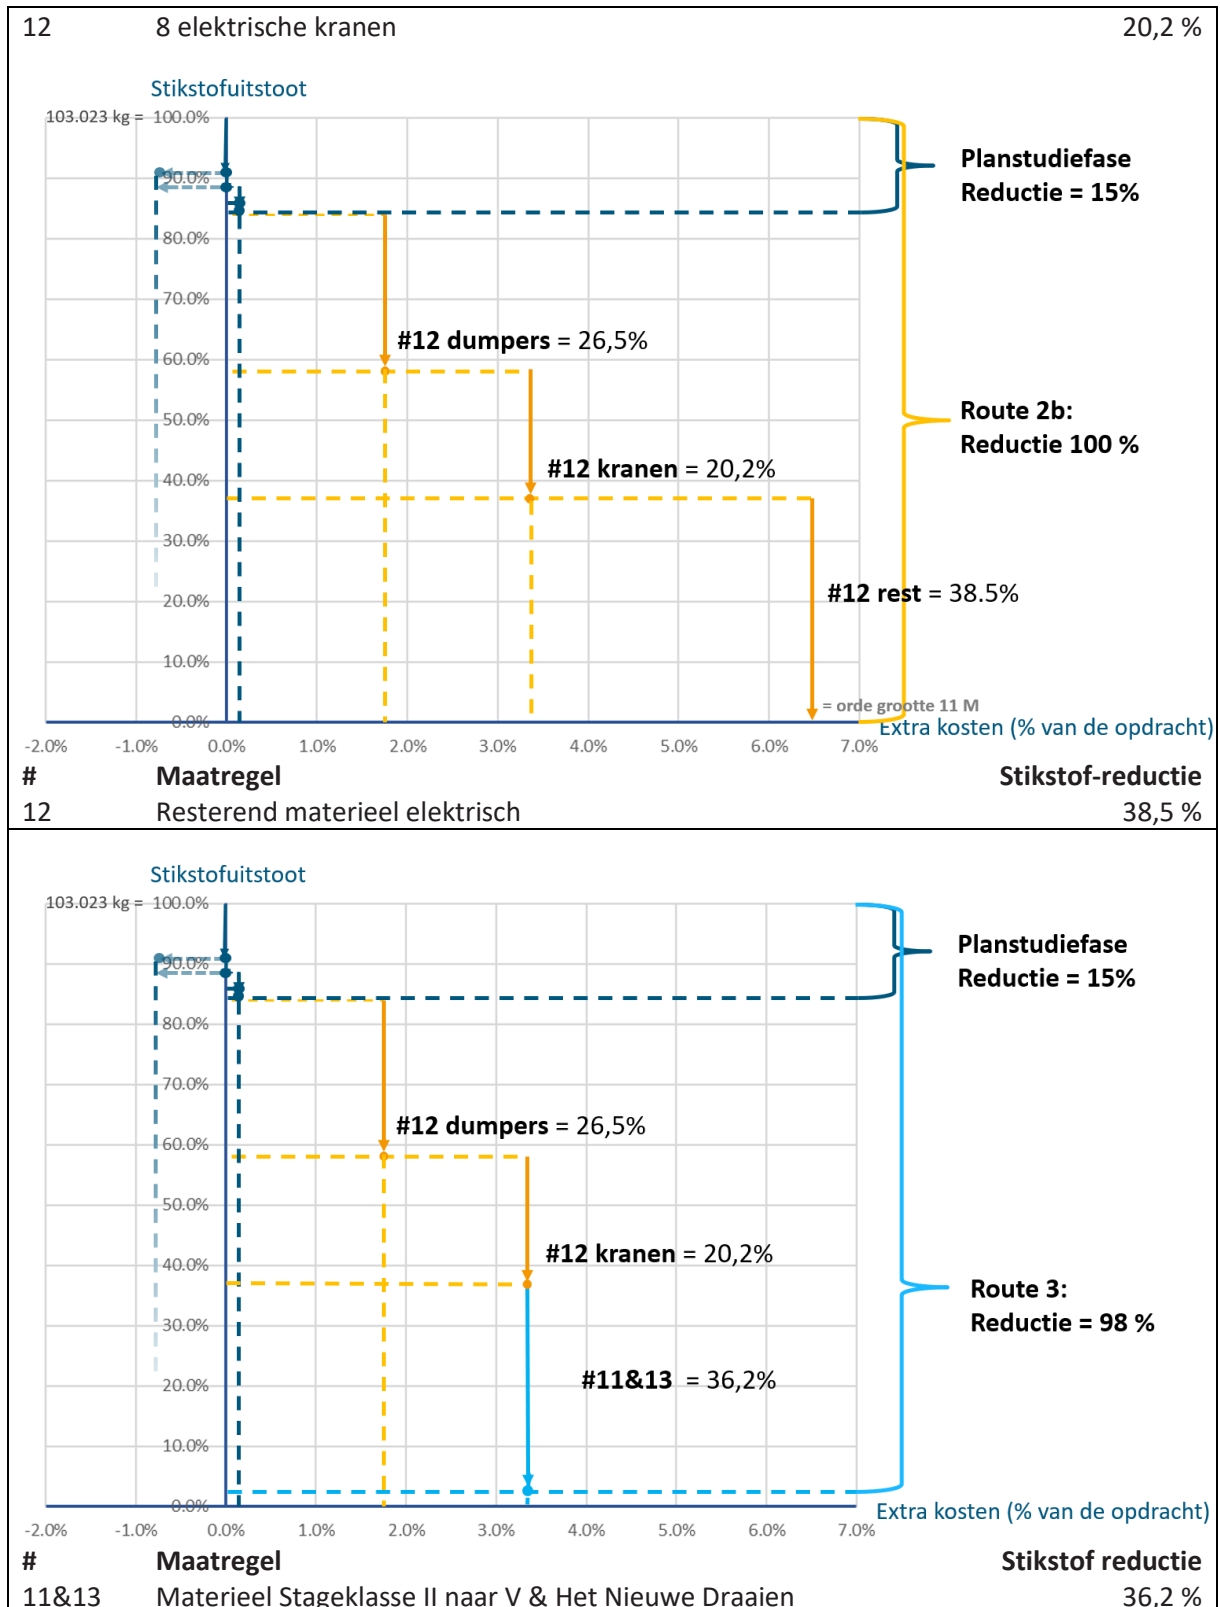 12 8 elektrische kranen 20,2 %
Stikstofuitstoot
103.023 kg = 100.0%
90.0%
80.0%
70.0%
60.0%
50.0%
40.0%
30.0%
20.0%
10.0%
0.0%
-2.0% -1.0% 0.0% 1.0% 2.0% 3.0% 4.0% 5.0% 6.0% 7.0%
Extra kosten (% van de opdracht)
Planstudiefase
Reductie = 15%
#12 dumpers = 26,5%
Route 2b:
Reductie 100 %
#12 kranen = 20,2%
#12 rest = 38.5%
= orde grootte 11 M
# Maatregel Stikstof-reductie
12 Resterend materieel elektrisch 38,5 %
Stikstofuitstoot
103.023 kg = 100.0%
90.0%
80.0%
70.0%
60.0%
50.0%
40.0%
30.0%
20.0%
10.0%
0.0%
-2.0% -1.0% 0.0% 1.0% 2.0% 3.0% 4.0% 5.0% 6.0% 7.0%
Extra kosten (% van de opdracht)
Planstudiefase
Reductie = 15%
#12 dumpers = 26,5%
#12 kranen = 20,2%
Route 3:
Reductie = 98 %
#11&13 = 36,2%
# Maatregel Stikstof reductie
11&13 Materieel Stageklasse II naar V & Het Nieuwe Draaien 36,2 %